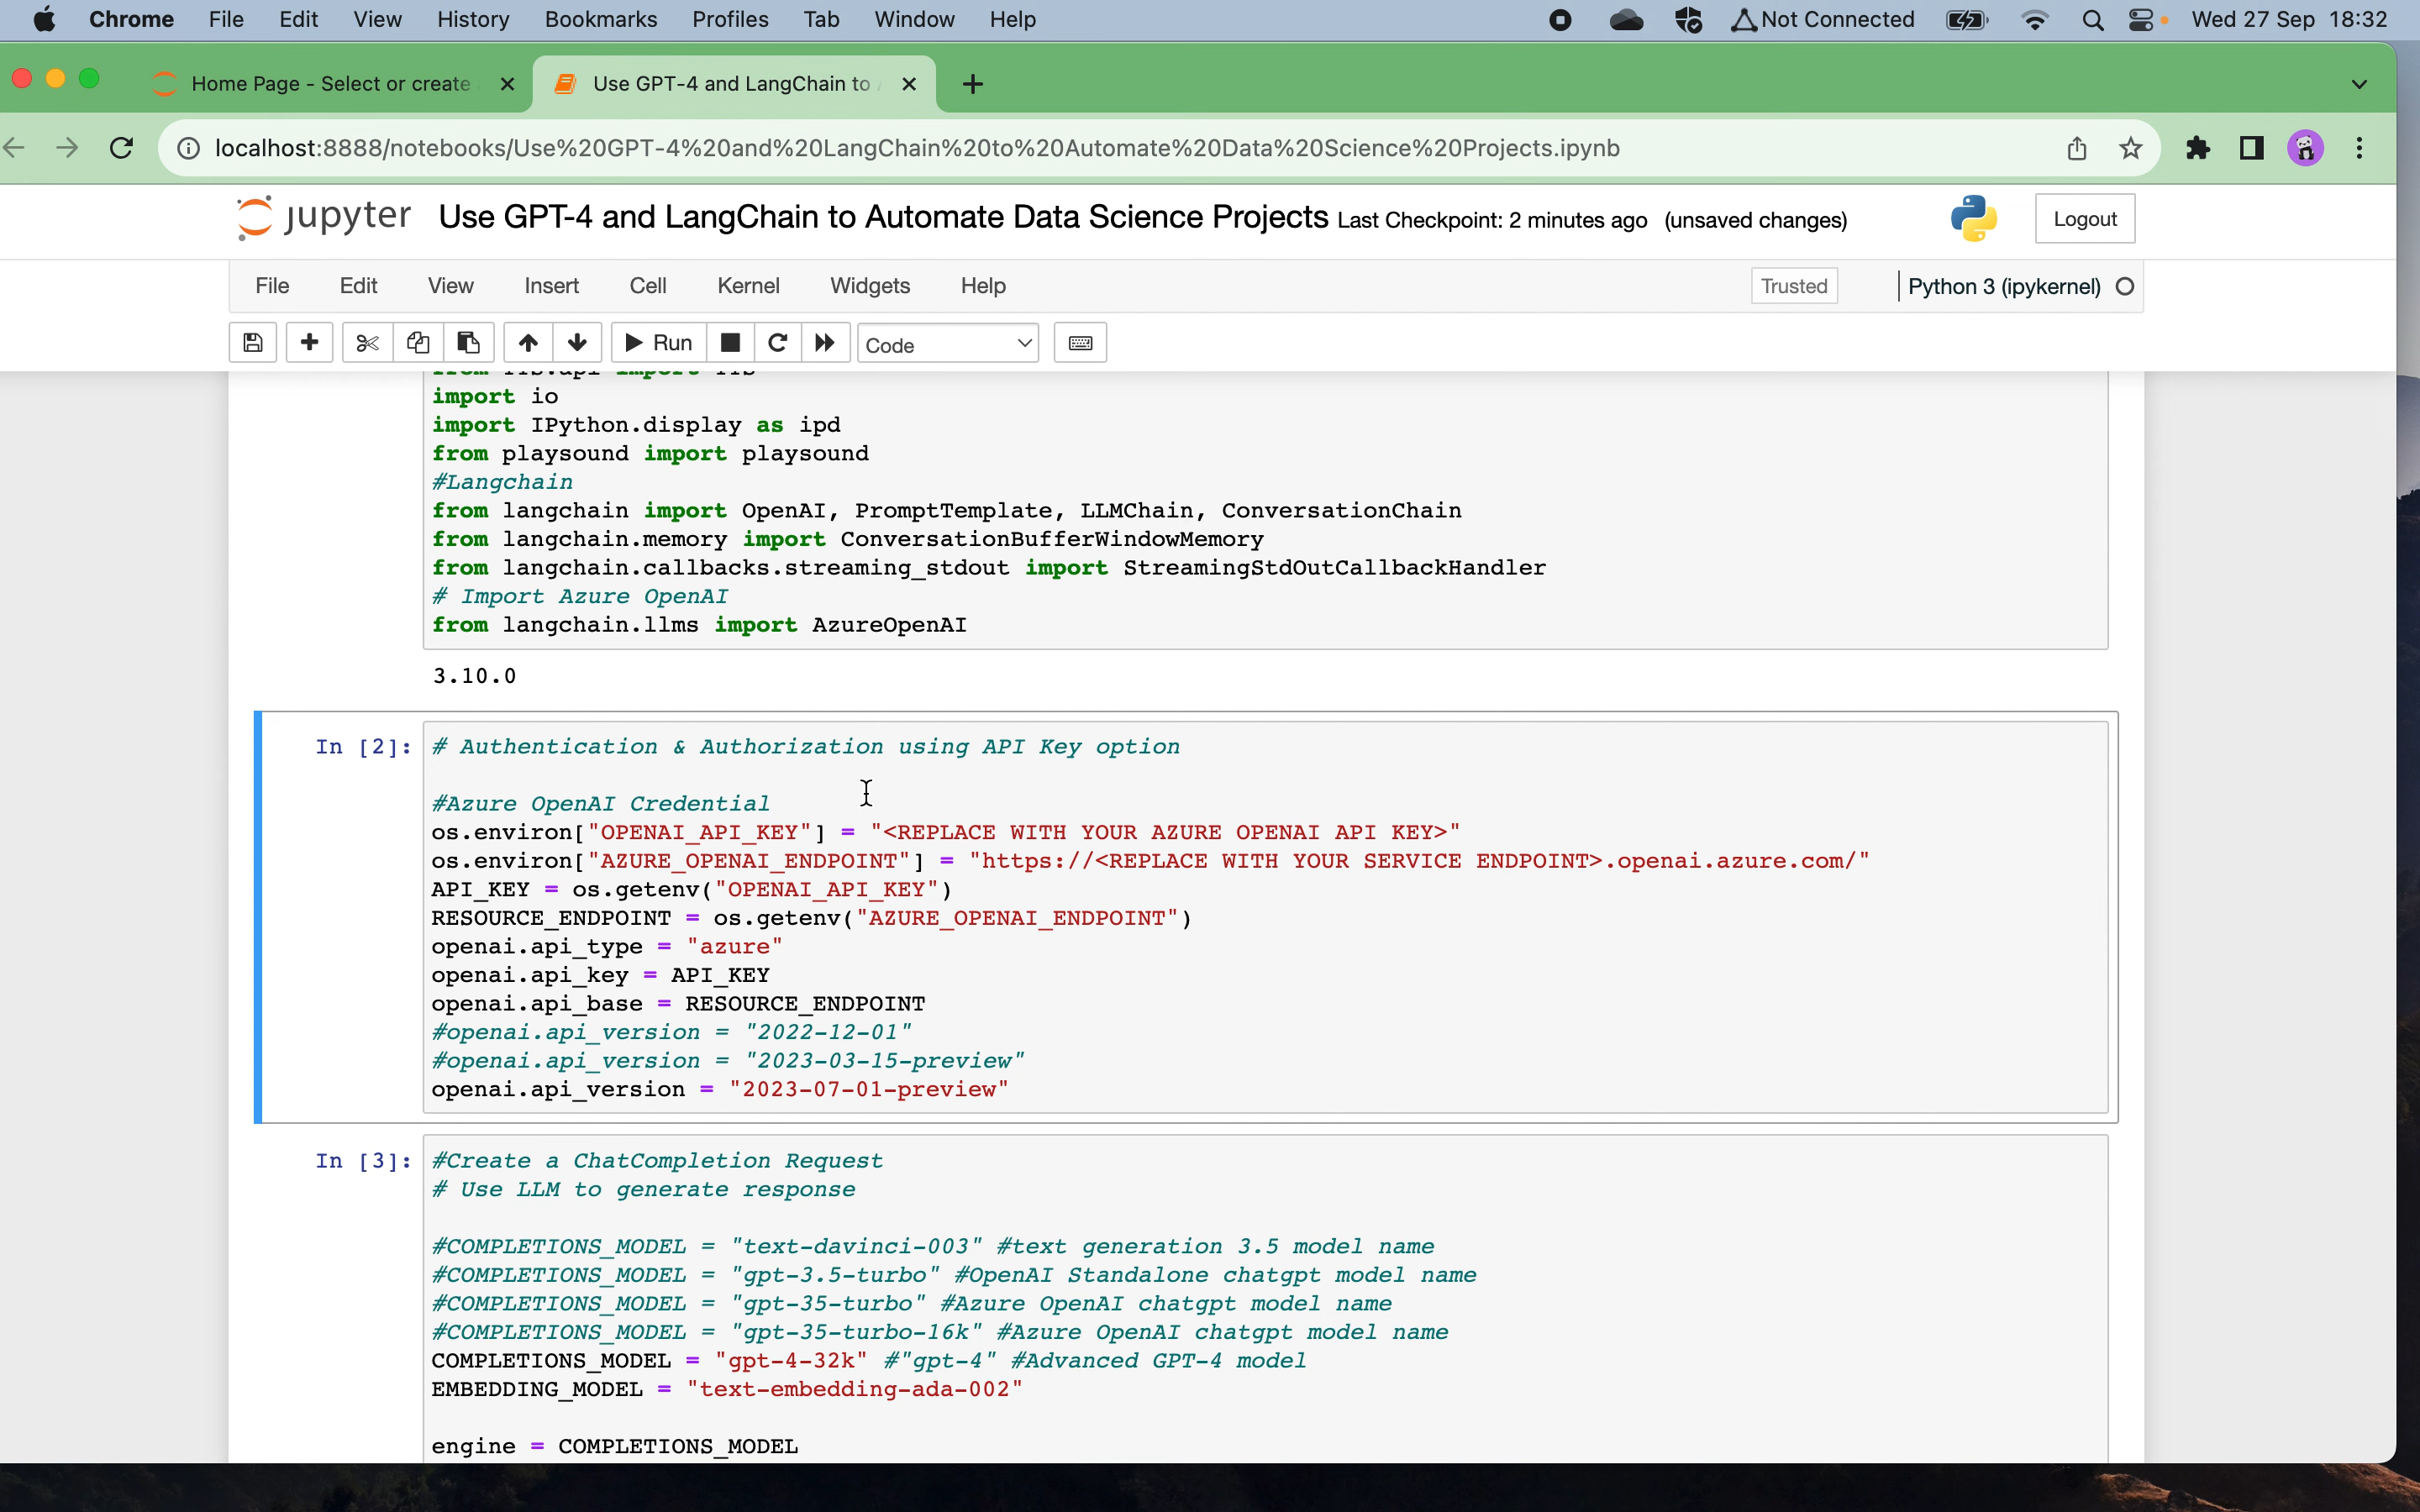 Chrome File Edit View History Bookmarks Profiles Tab Window Help Not Connected Wed 27 Sep 18:32
Home Page - Select or create Use GPT-4 and LangChain to
localhost:8888/notebooks/Use%20GPT-4%20and%20LangChain%20to%20Automate%20Data%20Science%20Projects.ipynb
jupyter Use GPT-4 and LangChain to Automate Data Science Projects Last Checkpoint: 2 minutes ago (unsaved changes) Logout
File Edit View Insert Cell Kernel Widgets Help Trusted Python 3 (ipykernel)
Run Code
import io
import IPython.display as ipd
from playsound import playsound
#Langchain
from langchain import OpenAI, PromptTemplate, LLMChain, ConversationChain
from langchain.memory import ConversationBufferWindowMemory
from langchain.callbacks.streaming_stdout import StreamingStdOutCallbackHandler
# Import Azure OpenAI
from langchain.llms import AzureOpenAI
3.10.0
In [2]: # Authentication & Authorization using API Key option
#Azure OpenAI Credential
os.environ["OPENAI_API_KEY"] = "<REPLACE WITH YOUR AZURE OPENAI API KEY>"
os.environ["AZURE_OPENAI_ENDPOINT"] = "https://<REPLACE WITH YOUR SERVICE ENDPOINT>.openai.azure.com/"
API_KEY = os.getenv("OPENAI_API_KEY")
RESOURCE_ENDPOINT = os.getenv("AZURE_OPENAI_ENDPOINT")
openai.api_type = "azure"
openai.api_key = API_KEY
openai.api_base = RESOURCE_ENDPOINT
#openai.api_version = "2022-12-01"
#openai.api_version = "2023-03-15-preview"
openai.api_version = "2023-07-01-preview"
In [3]: #Create a ChatCompletion Request
# Use LLM to generate response
#COMPLETIONS_MODEL = "text-davinci-003" #text generation 3.5 model name
#COMPLETIONS_MODEL = "gpt-3.5-turbo" #OpenAI Standalone chatgpt model name
#COMPLETIONS_MODEL = "gpt-35-turbo" #Azure OpenAI chatgpt model name
#COMPLETIONS_MODEL = "gpt-35-turbo-16k" #Azure OpenAI chatgpt model name
COMPLETIONS_MODEL = "gpt-4-32k" #"gpt-4" #Advanced GPT-4 model
EMBEDDING_MODEL = "text-embedding-ada-002"
engine = COMPLETIONS_MODEL